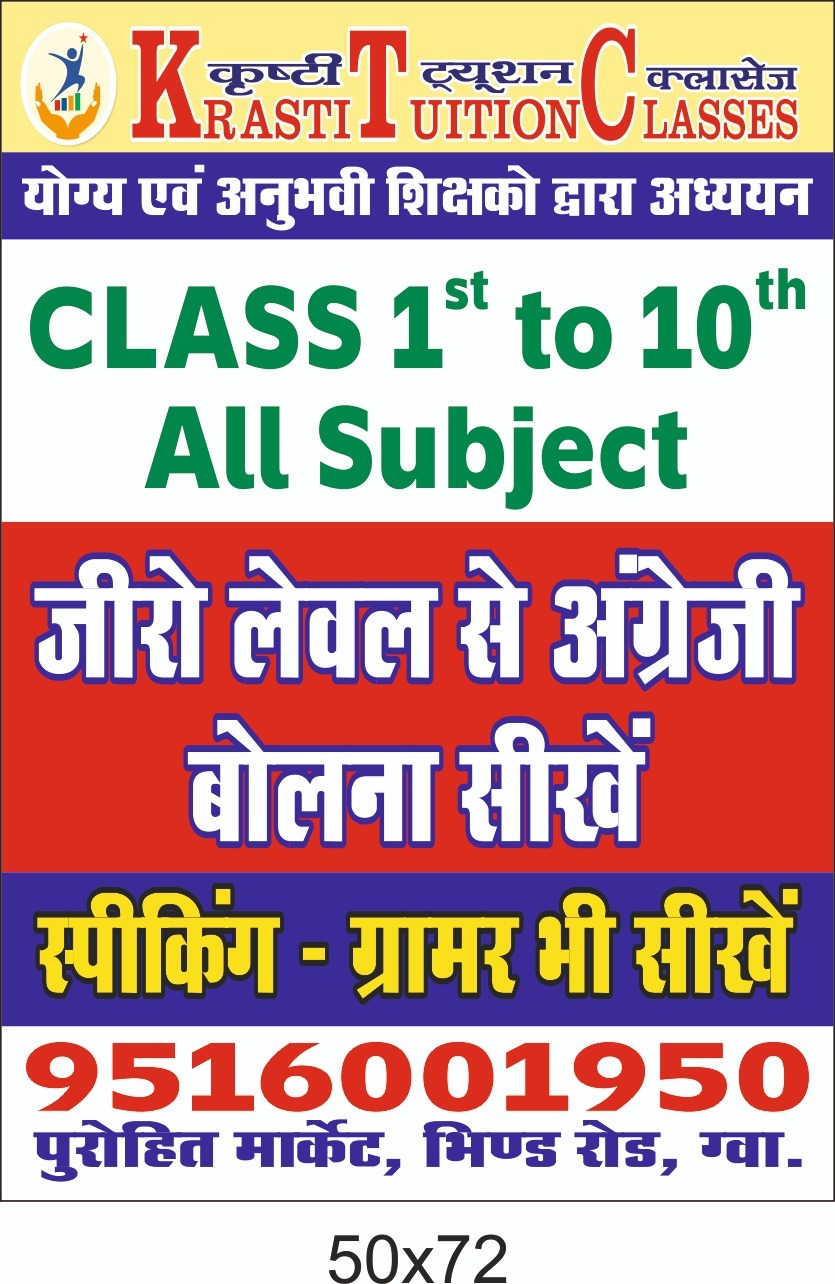 कृष्टी ट्यूशन क्लासेज
KRASTI TUITION CLASSES
योग्य एवं अनुभवी शिक्षको द्वारा अध्ययन
CLASS 1st to 10th
All Subject
जीरो लेवल से अंग्रेजी
बोलना सीखें
स्पीकिंग - ग्रामर भी सीखें
9516001950
पुरोहित मार्केट, भिण्ड रोड, ग्वा.
50x72